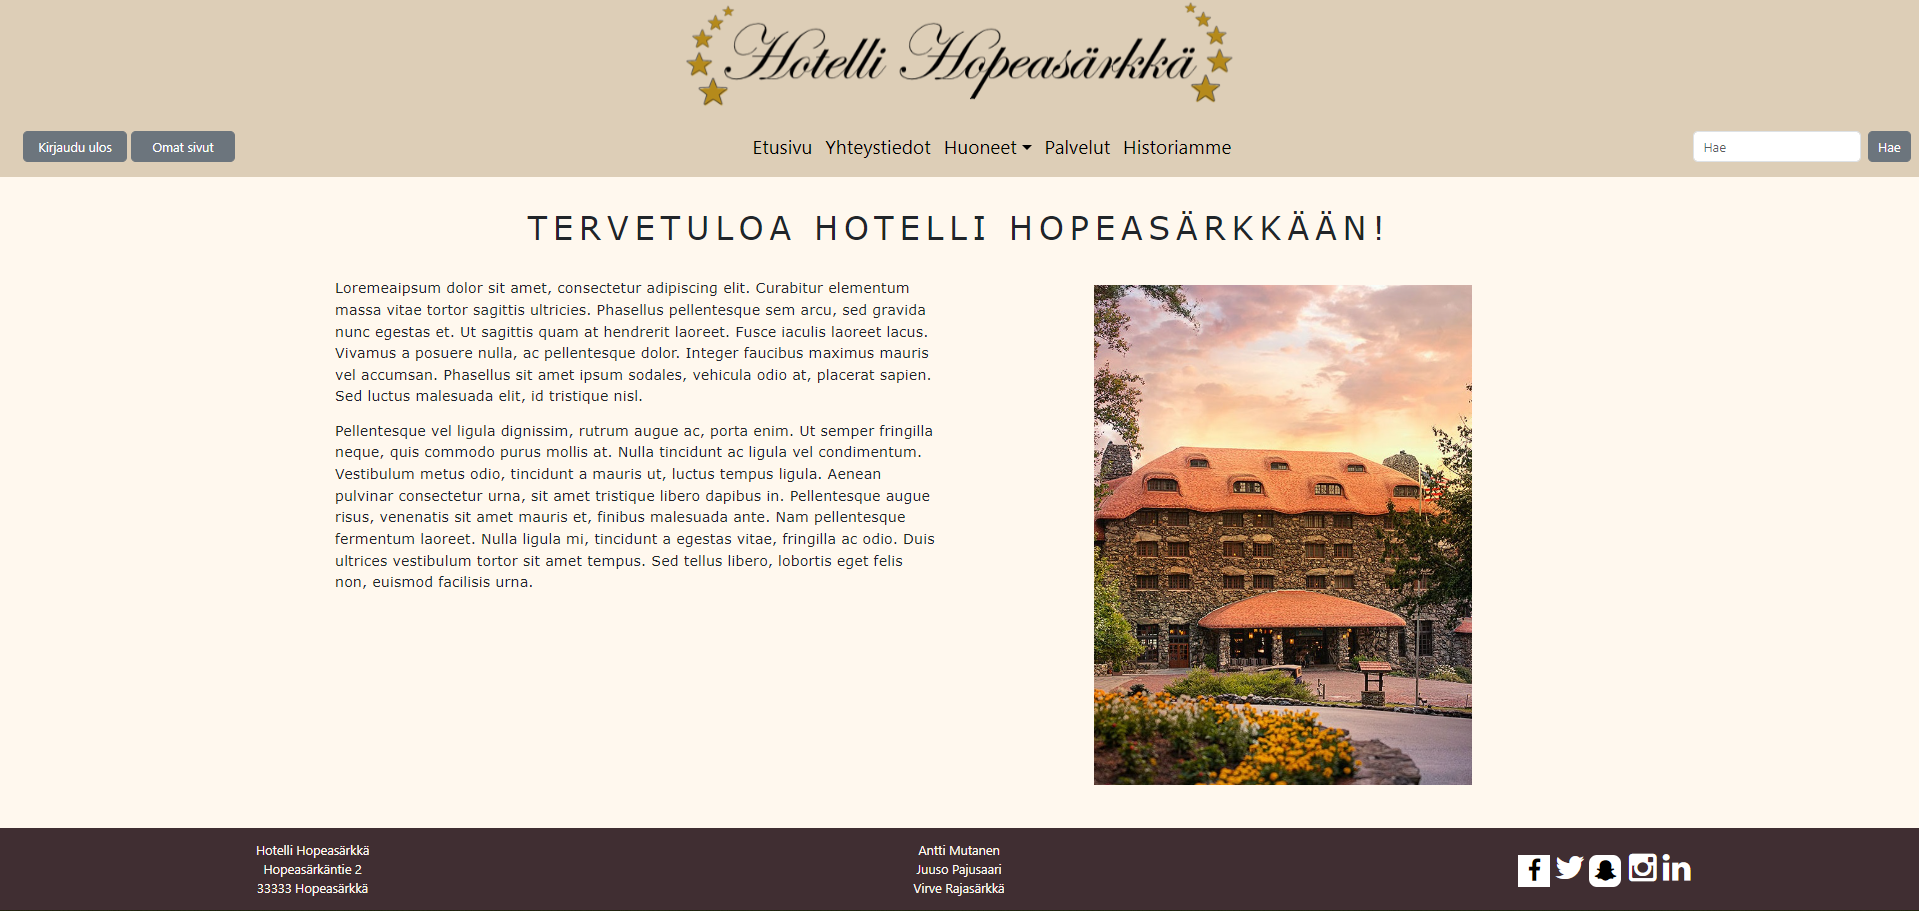 Hotelli Hopeasärkkä
Kirjaudu ulos
Omat sivut
Etusivu Yhteystiedot Huoneet Palvelut Historiamme
Hae
Hae
TERVETULOA HOTELLI HOPEASÄRKKÄÄN!
Loremeaipsum dolor sit amet, consectetur adipiscing elit. Curabitur elementum
massa vitae tortor sagittis ultricies. Phasellus pellentesque sem arcu, sed gravida
nunc egestas et. Ut sagittis quam at hendrerit laoreet. Fusce iaculis laoreet lacus.
Vivamus a posuere nulla, ac pellentesque dolor. Integer faucibus maximus mauris
vel accumsan. Phasellus sit amet ipsum sodales, vehicula odio at, placerat sapien.
Sed luctus malesuada elit, id tristique nisl.
Pellentesque vel ligula dignissim, rutrum augue ac, porta enim. Ut semper fringilla
neque, quis commodo purus mollis at. Nulla tincidunt ac ligula vel condimentum.
Vestibulum metus odio, tincidunt a mauris ut, luctus tempus ligula. Aenean
pulvinar consectetur urna, sit amet tristique libero dapibus in. Pellentesque augue
risus, venenatis sit amet mauris et, finibus malesuada ante. Nam pellentesque
fermentum laoreet. Nulla ligula mi, tincidunt a egestas vitae, fringilla ac odio. Duis
ultrices vestibulum tortor sit amet tempus. Sed tellus libero, lobortis eget felis
non, euismod facilisis urna.
Hotelli Hopeasärkkä
Hopeasärkäntie 2
33333 Hopeasärkkä
Antti Mutanen
Juuso Pajusaari
Virve Rajasärkkä